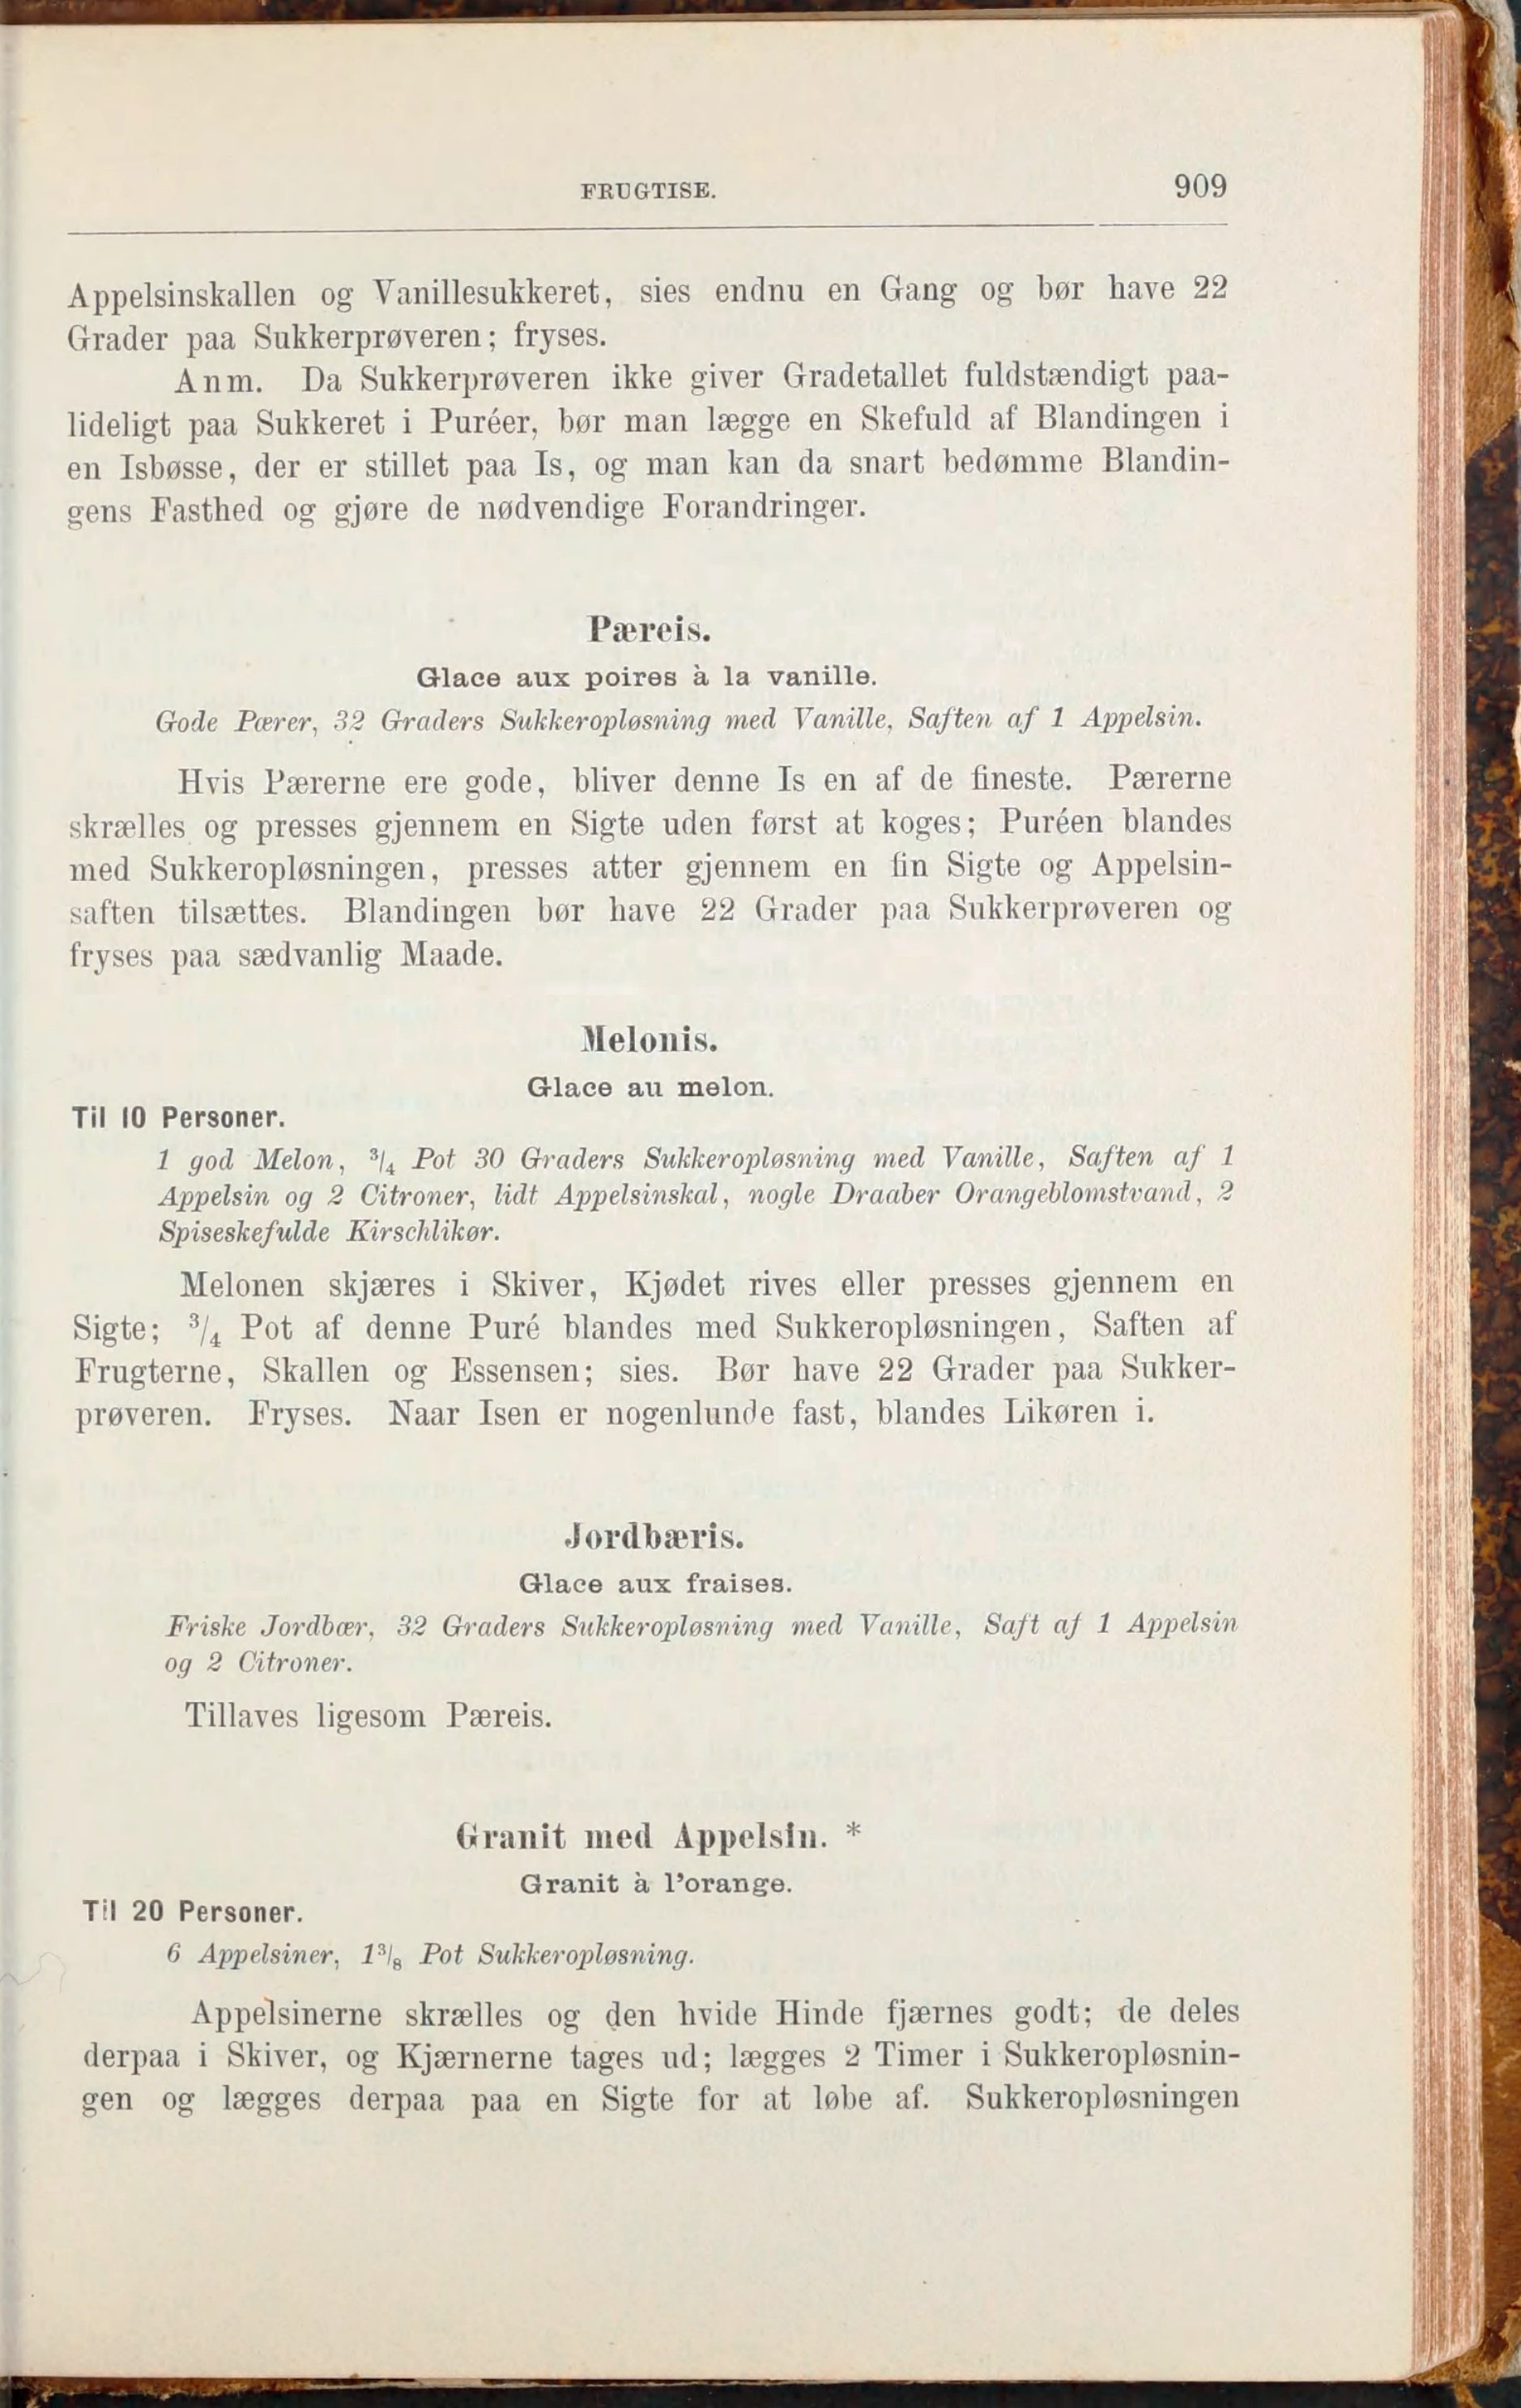 FRUGTISE. 909
Appelsinskallen og Vanillesukkeret, sies endnu en Gang og bør have 22
Grader paa Sukkerprøveren; fryses.
Anm. Da Sukkerprøveren ikke giver Gradetallet fuldstændigt paa-
lideligt paa Sukkeret i Puréer, bør man lægge en Skefuld af Blandingen i
en Isbøsse, der er stillet paa Is, og man kan da snart bedømme Blandin-
gens Fasthed og gjøre de nødvendige Forandringer.
Pæreis.
Glace aux poires à la vanille.
Gode Pærer, 32 Graders Sukkeropløsning med Vanille, Saften af 1 Appelsin.
Hvis Pærerne ere gode, bliver denne Is en af de fineste. Pærerne
skrælles og presses gjennem en Sigte uden først at koges; Puréen blandes
med Sukkeropløsningen, presses atter gjennem en fin Sigte og Appelsin-
saften tilsættes. Blandingen bør have 22 Grader paa Sukkerprøveren og
fryses paa sædvanlig Maade.
Melonis.
Glace au melon.
Til 10 Personer.
1 god Melon, 3/4 Pot 30 Graders Sukkeropløsning med Vanille, Saften af 1
Appelsin og 2 Citroner, lidt Appelsinskal, nogle Draaber Orangeblomstvand, 2
Spiseskefulde Kirschlikør.
Melonen skjæres i Skiver, Kjødet rives eller presses gjennem en
Sigte; 3/4 Pot af denne Puré blandes med Sukkeropløsningen, Saften af
Frugterne, Skallen og Essensen; sies. Bør have 22 Grader paa Sukker-
prøveren. Fryses. Naar Isen er nogenlunde fast, blandes Likøren i.
Jordbæris.
Glace aux fraises.
Friske Jordbær, 32 Graders Sukkeropløsning med Vanille, Saft af 1 Appelsin
og 2 Citroner.
Tillaves ligesom Pæreis.
Granit med Appelsin. *
Granit à l'orange.
Til 20 Personer.
6 Appelsiner, 1 3/8 Pot Sukkeropløsning.
Appelsinerne skrælles og den hvide Hinde fjærnes godt; de deles
derpaa i Skiver, og Kjærnerne tages ud; lægges 2 Timer i Sukkeropløsnin-
gen og lægges derpaa paa en Sigte for at løbe af. Sukkeropløsningen